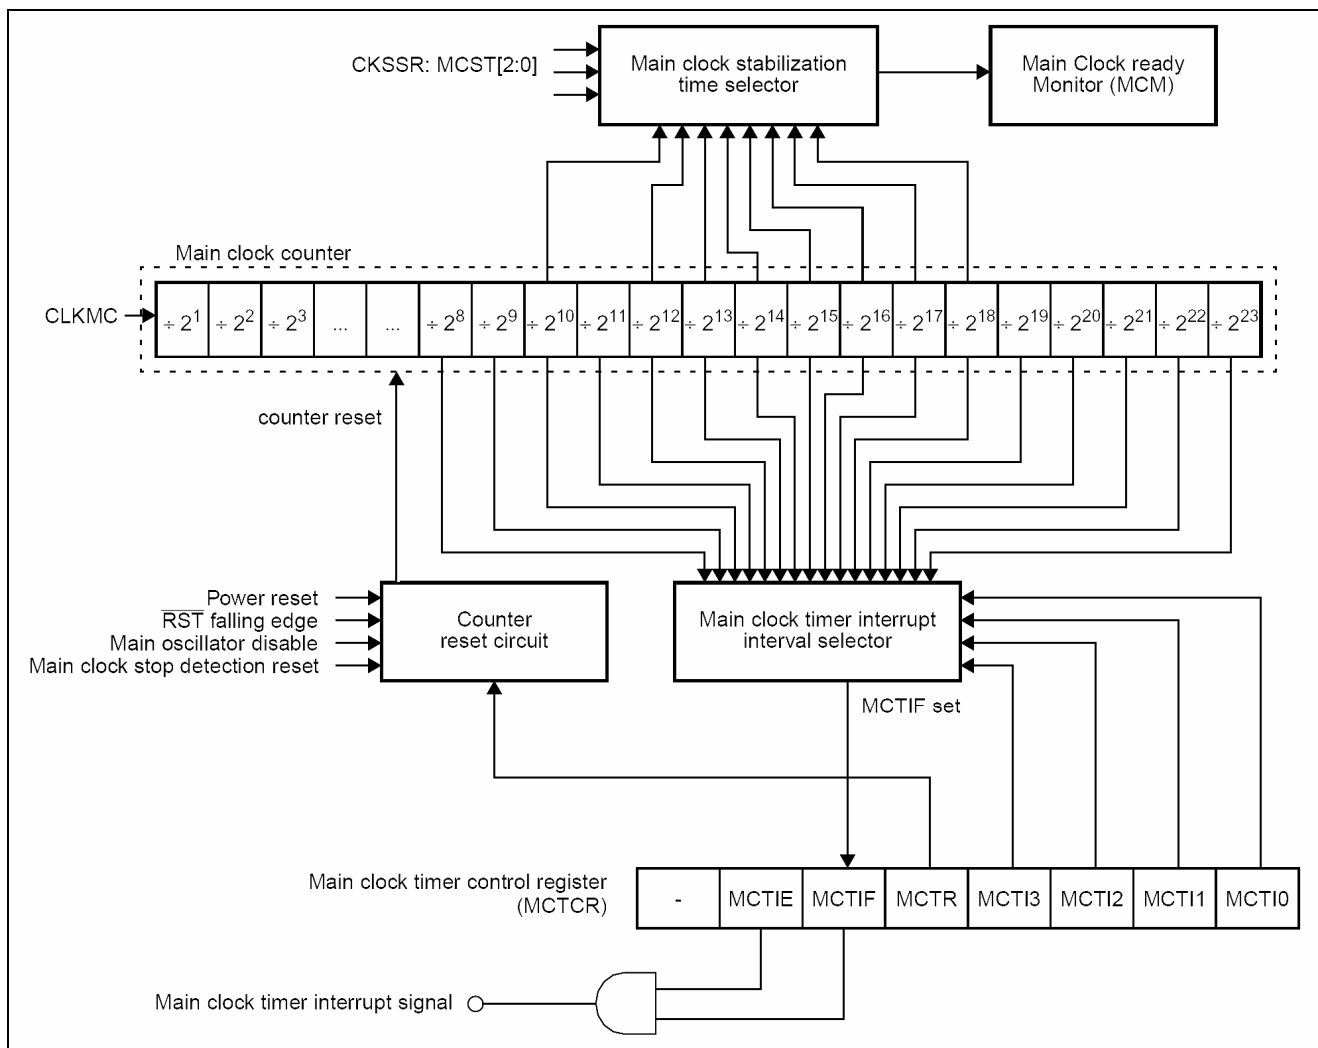 CKSSR: MCST[2:0]
Main clock stabilization
time selector
Main Clock ready
Monitor (MCM)
Main clock counter
CLKMC
÷ 2¹ ÷ 2² ÷ 2³ ... ... ÷ 2⁸ ÷ 2⁹ ÷ 2¹⁰ ÷ 2¹¹ ÷ 2¹² ÷ 2¹³ ÷ 2¹⁴ ÷ 2¹⁵ ÷ 2¹⁶ ÷ 2¹⁷ ÷ 2¹⁸ ÷ 2¹⁹ ÷ 2²⁰ ÷ 2²¹ ÷ 2²² ÷ 2²³
counter reset
Power reset
R̅S̅T̅ falling edge
Main oscillator disable
Main clock stop detection reset
Counter
reset circuit
Main clock timer interrupt
interval selector
MCTIF set
Main clock timer control register
(MCTCR)
- MCTIE MCTIF MCTR MCTI3 MCTI2 MCTI1 MCTI0
Main clock timer interrupt signal